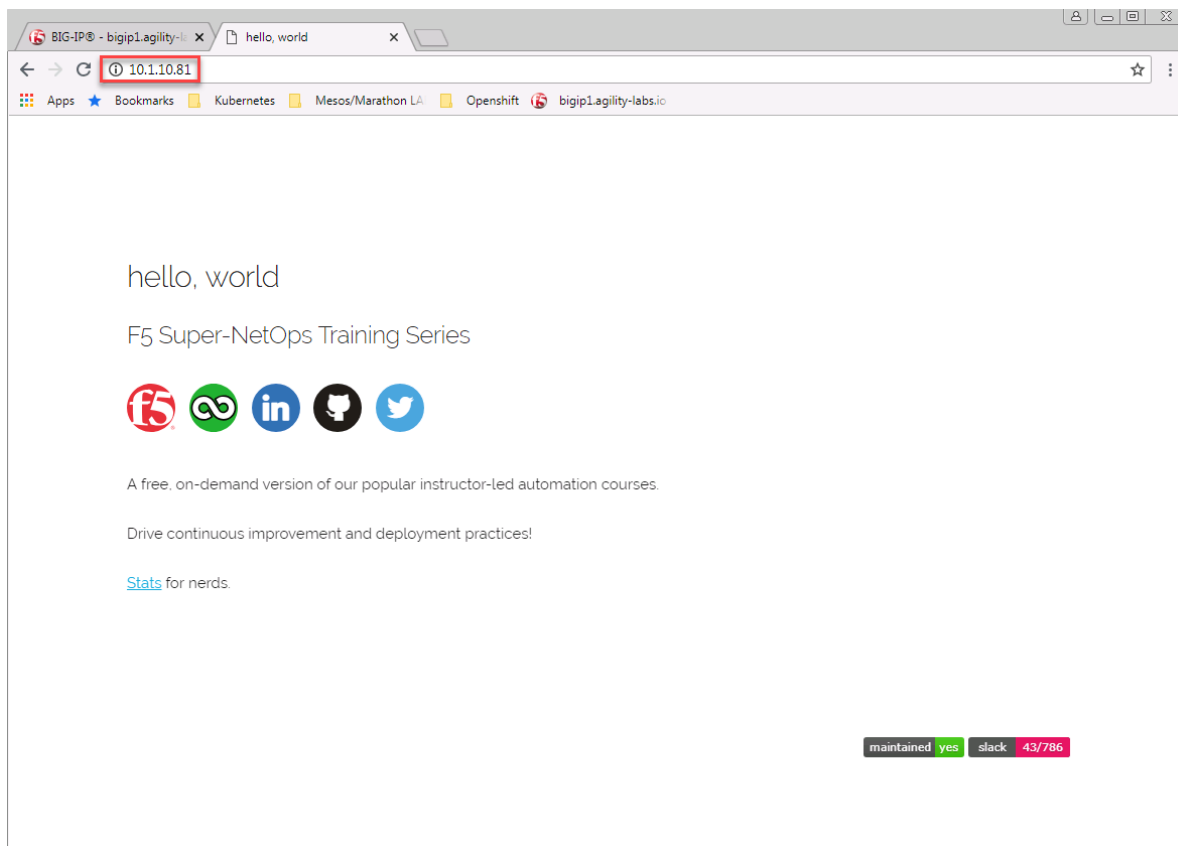 BIG-IP® - bigip1.agility-l
hello, world
10.1.10.81
Apps Bookmarks Kubernetes Mesos/Marathon LA Openshift bigip1.agility-labs.io
hello, world
F5 Super-NetOps Training Series
f5 in
A free, on-demand version of our popular instructor-led automation courses.
Drive continuous improvement and deployment practices!
Stats for nerds.
maintained yes slack 43/786